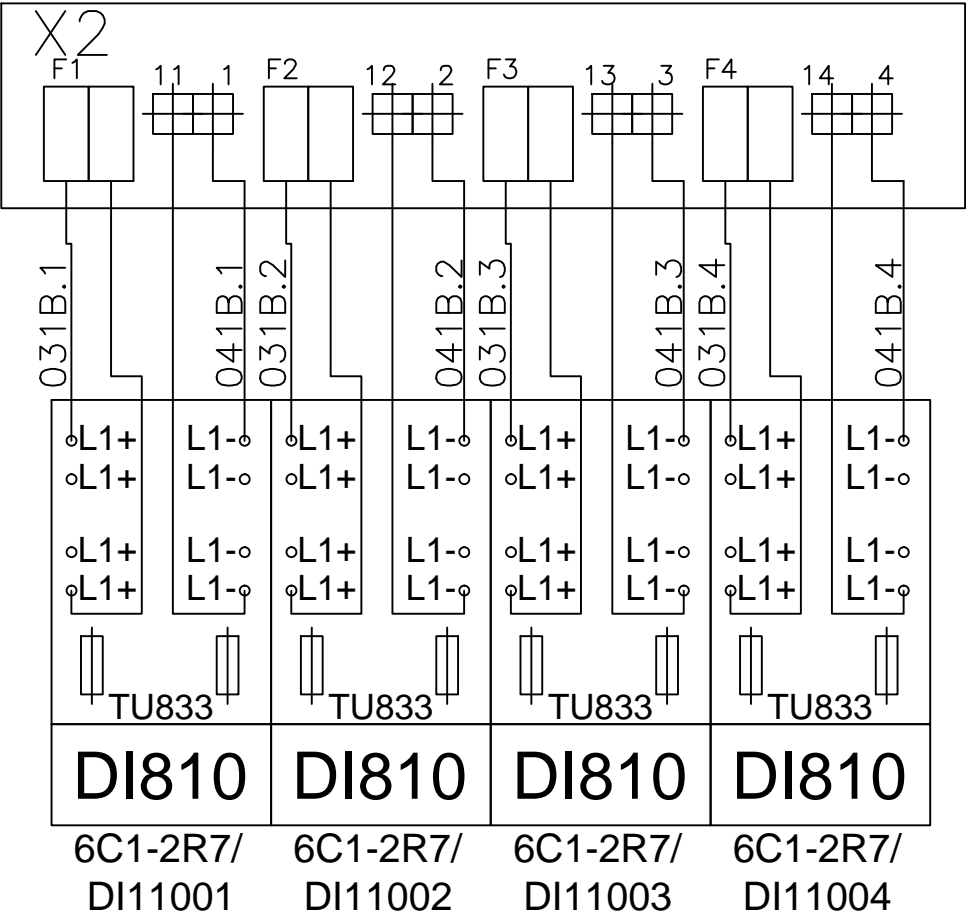 X2
F1 11 1 F2 12 2 F3 13 3 F4 14 4
031B.1 041B.1 031B.2 041B.2 031B.3 041B.3 031B.4 041B.4
L1+ L1- L1+ L1- L1+ L1- L1+ L1-
L1+ L1- L1+ L1- L1+ L1- L1+ L1-
L1+ L1- L1+ L1- L1+ L1- L1+ L1-
L1+ L1- L1+ L1- L1+ L1- L1+ L1-
TU833 TU833 TU833 TU833
DI810 DI810 DI810 DI810
6C1-2R7/ 6C1-2R7/ 6C1-2R7/ 6C1-2R7/
DI11001 DI11002 DI11003 DI11004